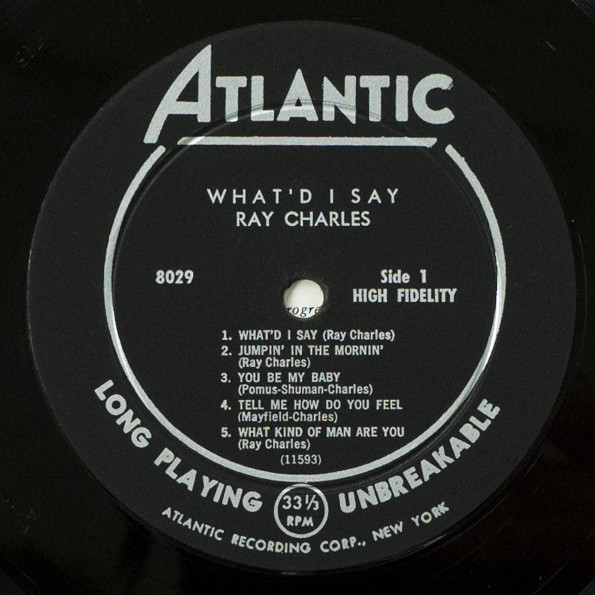 ATLANTIC
WHAT'D I SAY
RAY CHARLES
8029
Side 1
HIGH FIDELITY
1. WHAT'D I SAY (Ray Charles)
2. JUMPIN' IN THE MORNIN'
(Ray Charles)
3. YOU BE MY BABY
(Pomus-Shuman-Charles)
4. TELL ME HOW DO YOU FEEL
(Mayfield-Charles)
5. WHAT KIND OF MAN ARE YOU
(Ray Charles)
(11593)
LONG PLAYING
33 1/3
RPM
UNBREAKABLE
ATLANTIC RECORDING CORP., NEW YORK